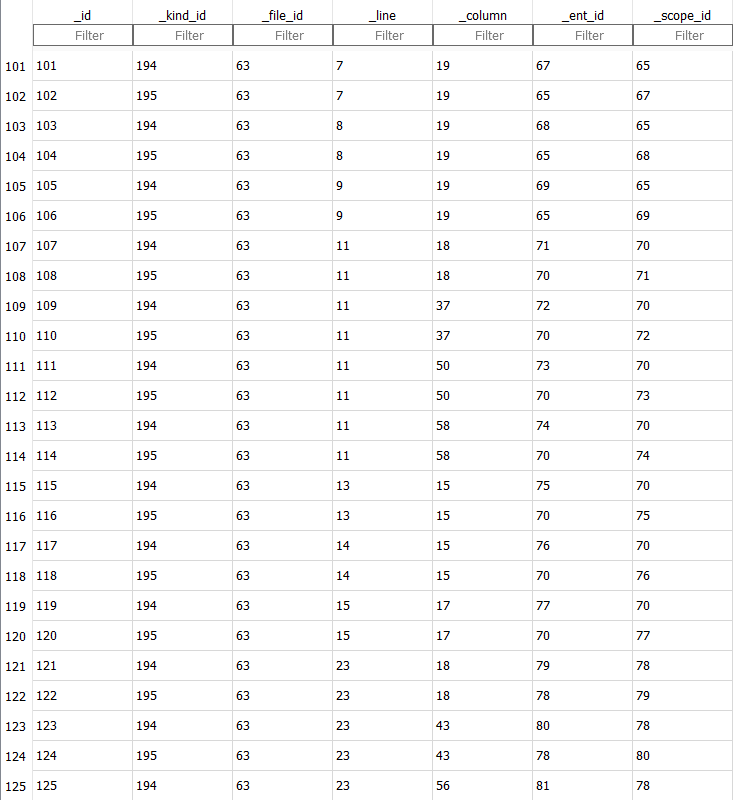 _id _kind_id _file_id _line _column _ent_id _scope_id
Filter Filter Filter Filter Filter Filter Filter
101 101 194 63 7 19 67 65
102 102 195 63 7 19 65 67
103 103 194 63 8 19 68 65
104 104 195 63 8 19 65 68
105 105 194 63 9 19 69 65
106 106 195 63 9 19 65 69
107 107 194 63 11 18 71 70
108 108 195 63 11 18 70 71
109 109 194 63 11 37 72 70
110 110 195 63 11 37 70 72
111 111 194 63 11 50 73 70
112 112 195 63 11 50 70 73
113 113 194 63 11 58 74 70
114 114 195 63 11 58 70 74
115 115 194 63 13 15 75 70
116 116 195 63 13 15 70 75
117 117 194 63 14 15 76 70
118 118 195 63 14 15 70 76
119 119 194 63 15 17 77 70
120 120 195 63 15 17 70 77
121 121 194 63 23 18 79 78
122 122 195 63 23 18 78 79
123 123 194 63 23 43 80 78
124 124 195 63 23 43 78 80
125 125 194 63 23 56 81 78